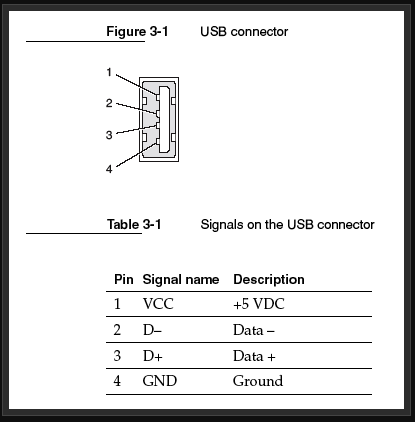 Figure 3-1 USB connector
1
2
3
4
Table 3-1 Signals on the USB connector
Pin Signal name Description
1 VCC +5 VDC
2 D– Data –
3 D+ Data +
4 GND Ground